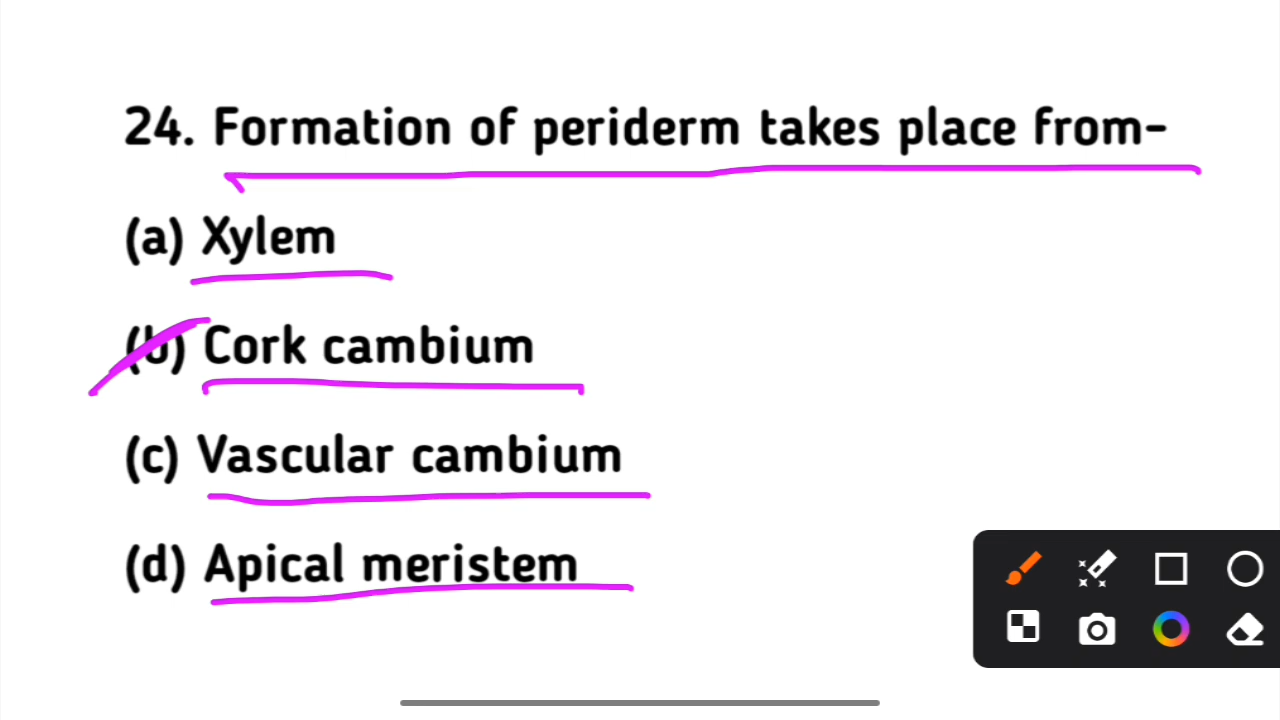 24. Formation of periderm takes place from-
(a) Xylem
(b) Cork cambium
(c) Vascular cambium
(d) Apical meristem